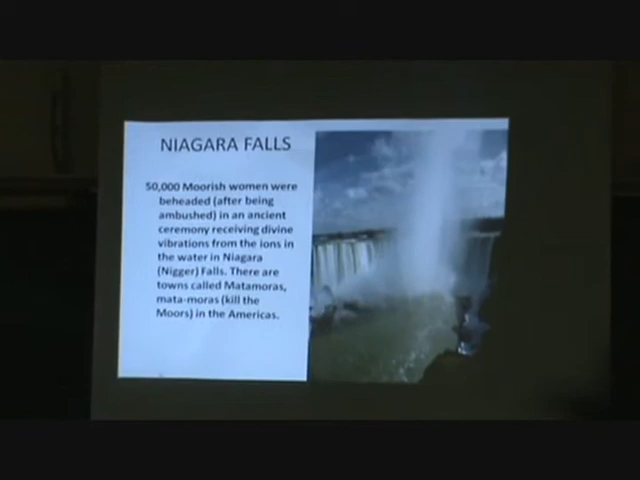 NIAGARA FALLS
50,000 Moorish women were
beheaded (after being
ambushed) in an ancient
ceremony receiving divine
vibrations from the ions in
the water in Niagara
(Nigger) Falls. There are
towns called Matamoras,
mata-moras (kill the
Moors) in the Americas.